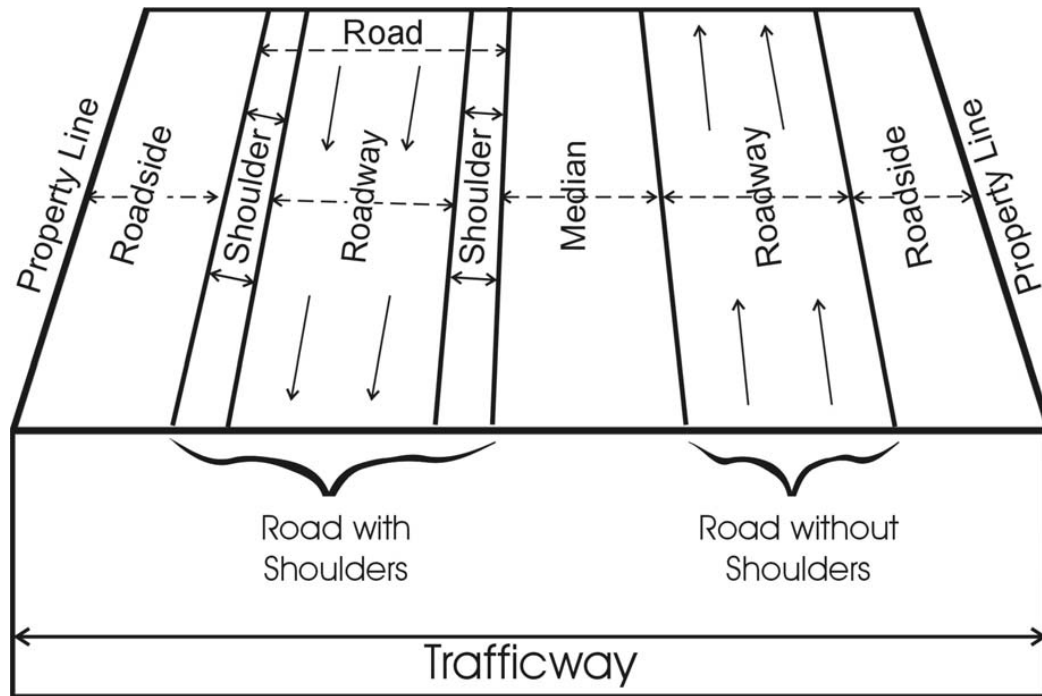 Road
Property Line
Roadside
Shoulder
Roadway
Shoulder
Median
Roadway
Roadside
Property Line
Road with
Shoulders
Road without
Shoulders
Trafficway